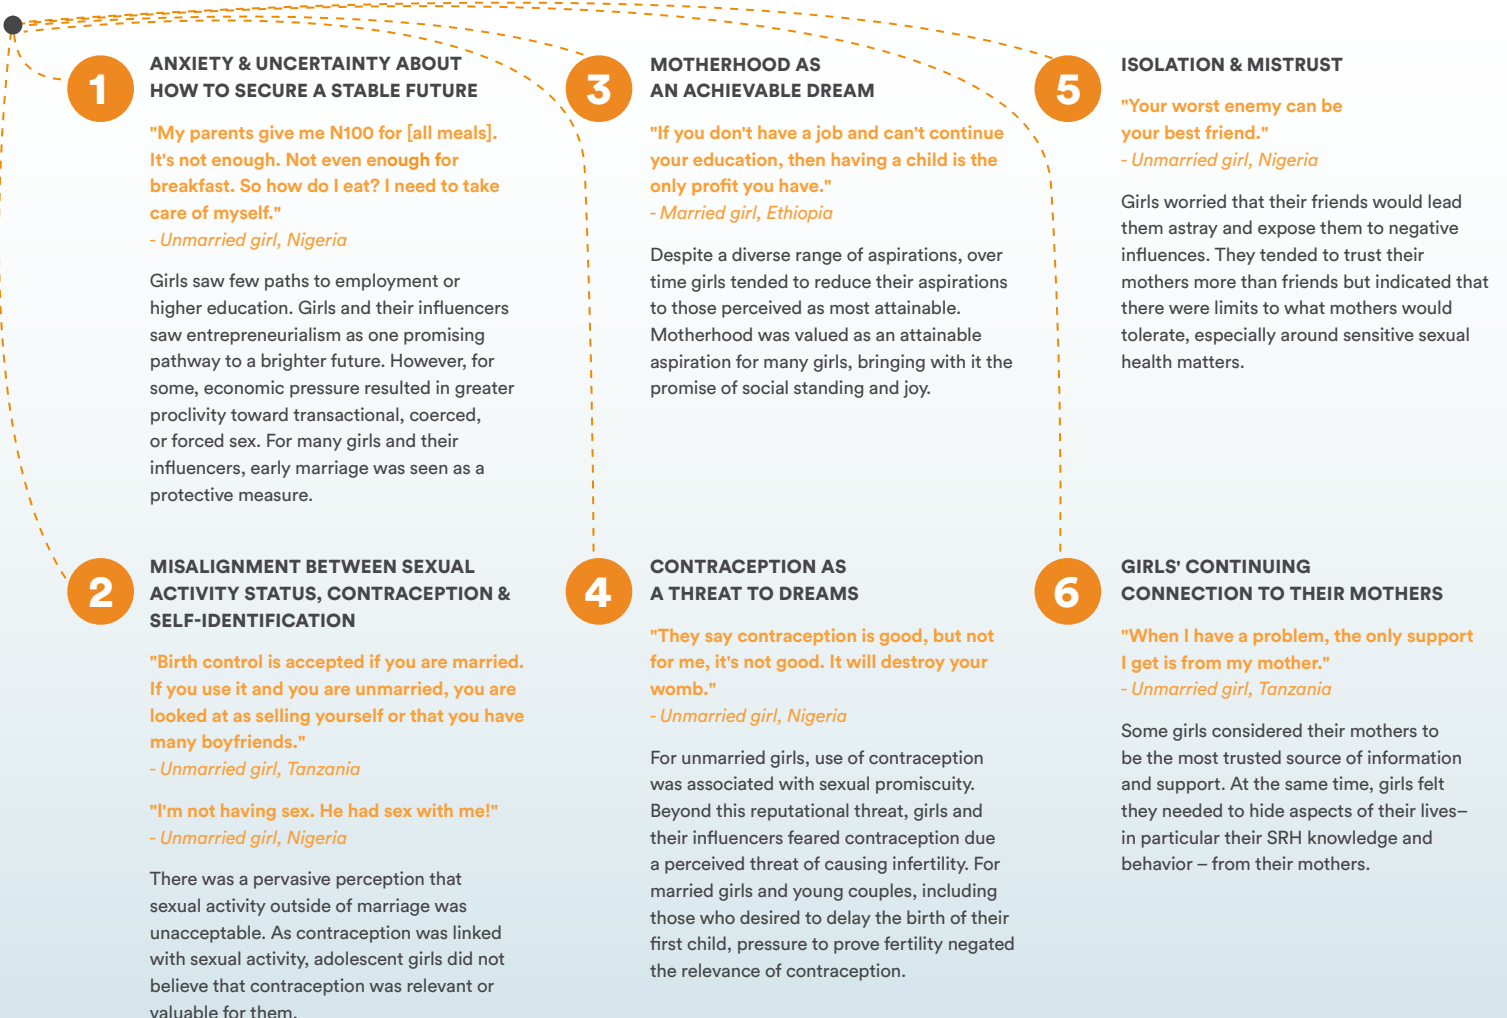 1
ANXIETY & UNCERTAINTY ABOUT
HOW TO SECURE A STABLE FUTURE
"My parents give me N100 for [all meals].
It's not enough. Not even enough for
breakfast. So how do I eat? I need to take
care of myself."
- Unmarried girl, Nigeria
Girls saw few paths to employment or
higher education. Girls and their influencers
saw entrepreneurialism as one promising
pathway to a brighter future. However, for
some, economic pressure resulted in greater
proclivity toward transactional, coerced,
or forced sex. For many girls and their
influencers, early marriage was seen as a
protective measure.
2
MISALIGNMENT BETWEEN SEXUAL
ACTIVITY STATUS, CONTRACEPTION &
SELF-IDENTIFICATION
"Birth control is accepted if you are married.
If you use it and you are unmarried, you are
looked at as selling yourself or that you have
many boyfriends."
- Unmarried girl, Tanzania
"I'm not having sex. He had sex with me!"
- Unmarried girl, Nigeria
There was a pervasive perception that
sexual activity outside of marriage was
unacceptable. As contraception was linked
with sexual activity, adolescent girls did not
believe that contraception was relevant or
valuable for them.
3
MOTHERHOOD AS
AN ACHIEVABLE DREAM
"If you don't have a job and can't continue
your education, then having a child is the
only profit you have."
- Married girl, Ethiopia
Despite a diverse range of aspirations, over
time girls tended to reduce their aspirations
to those perceived as most attainable.
Motherhood was valued as an attainable
aspiration for many girls, bringing with it the
promise of social standing and joy.
4
CONTRACEPTION AS
A THREAT TO DREAMS
"They say contraception is good, but not
for me, it's not good. It will destroy your
womb."
- Unmarried girl, Nigeria
For unmarried girls, use of contraception
was associated with sexual promiscuity.
Beyond this reputational threat, girls and
their influencers feared contraception due
a perceived threat of causing infertility. For
married girls and young couples, including
those who desired to delay the birth of their
first child, pressure to prove fertility negated
the relevance of contraception.
5
ISOLATION & MISTRUST
"Your worst enemy can be
your best friend."
- Unmarried girl, Nigeria
Girls worried that their friends would lead
them astray and expose them to negative
influences. They tended to trust their
mothers more than friends but indicated that
there were limits to what mothers would
tolerate, especially around sensitive sexual
health matters.
6
GIRLS' CONTINUING
CONNECTION TO THEIR MOTHERS
"When I have a problem, the only support
I get is from my mother."
- Unmarried girl, Tanzania
Some girls considered their mothers to
be the most trusted source of information
and support. At the same time, girls felt
they needed to hide aspects of their lives–
in particular their SRH knowledge and
behavior – from their mothers.